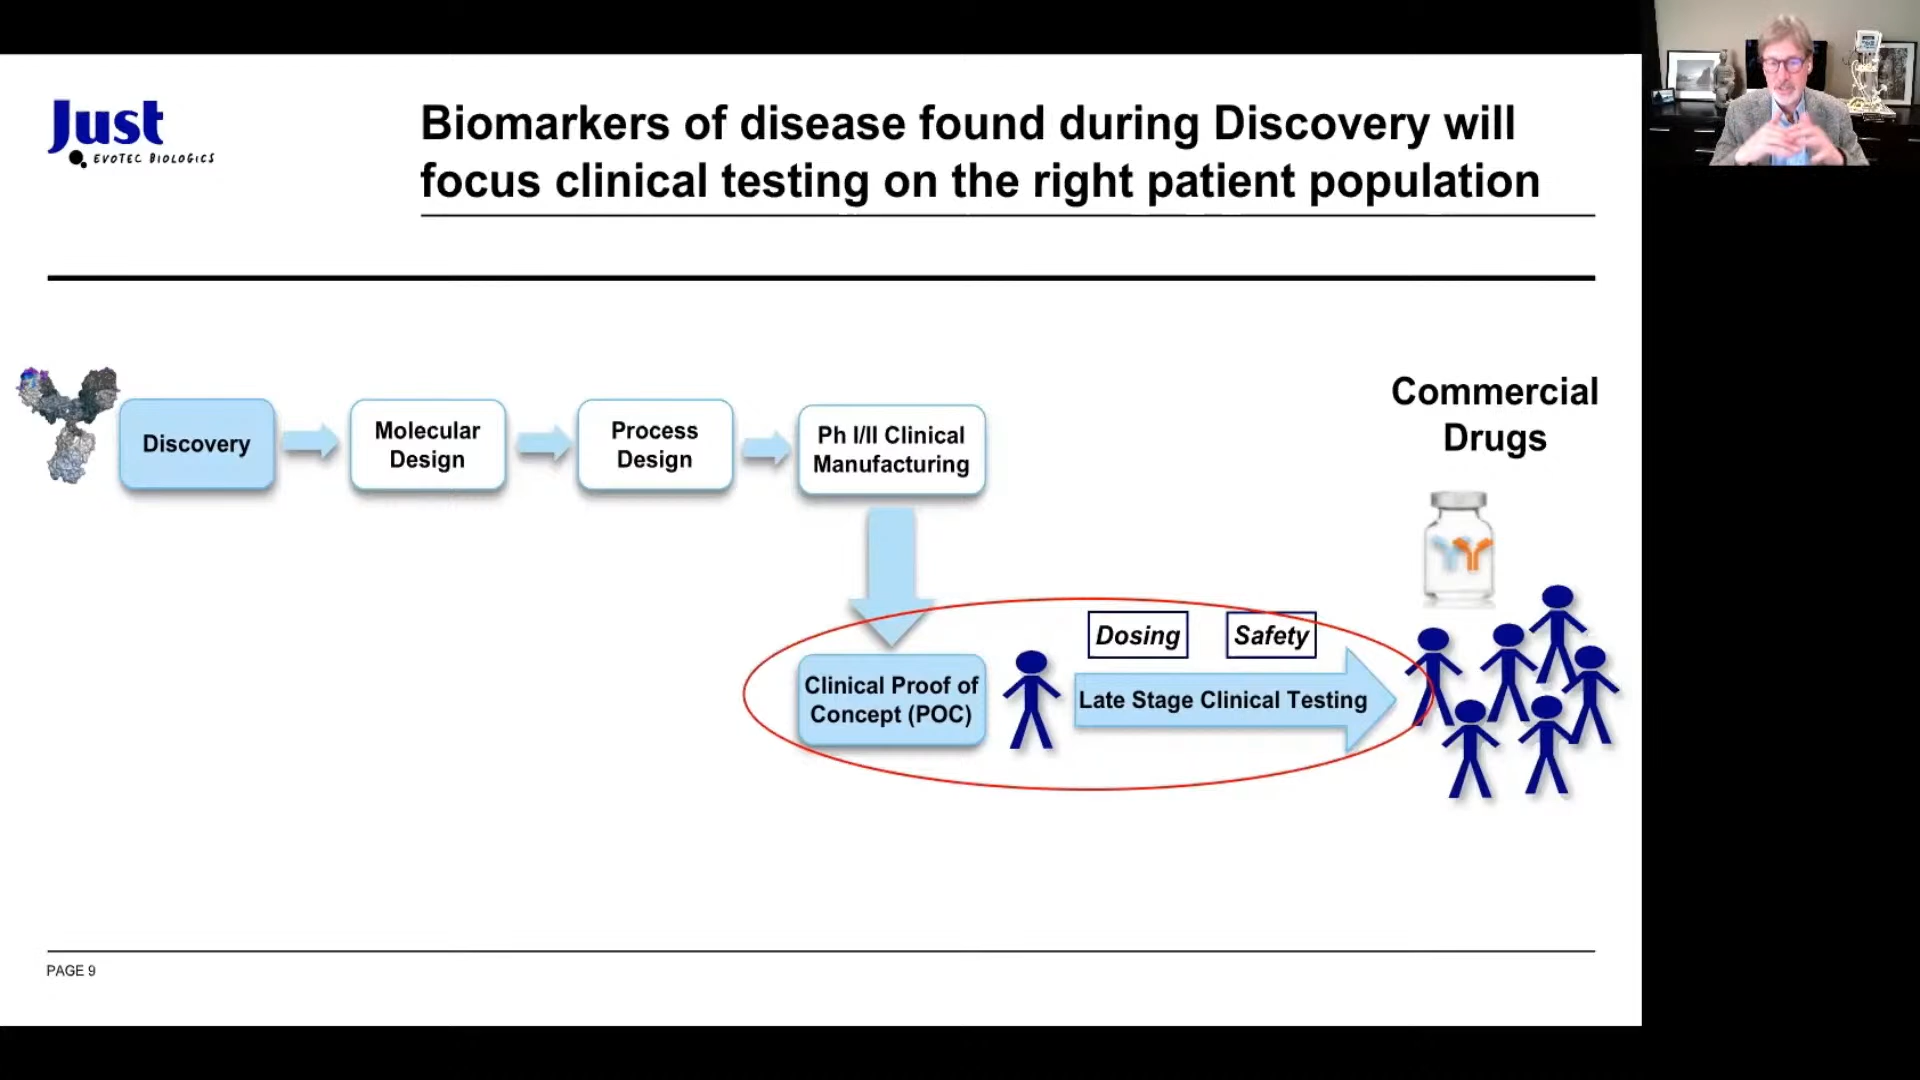 Just
EVOTEC BIOLOGICS
Biomarkers of disease found during Discovery will
focus clinical testing on the right patient population
Discovery
Molecular
Design
Process
Design
Ph I/II Clinical
Manufacturing
Commercial
Drugs
Dosing
Safety
Clinical Proof of
Concept (POC)
Late Stage Clinical Testing
PAGE 9